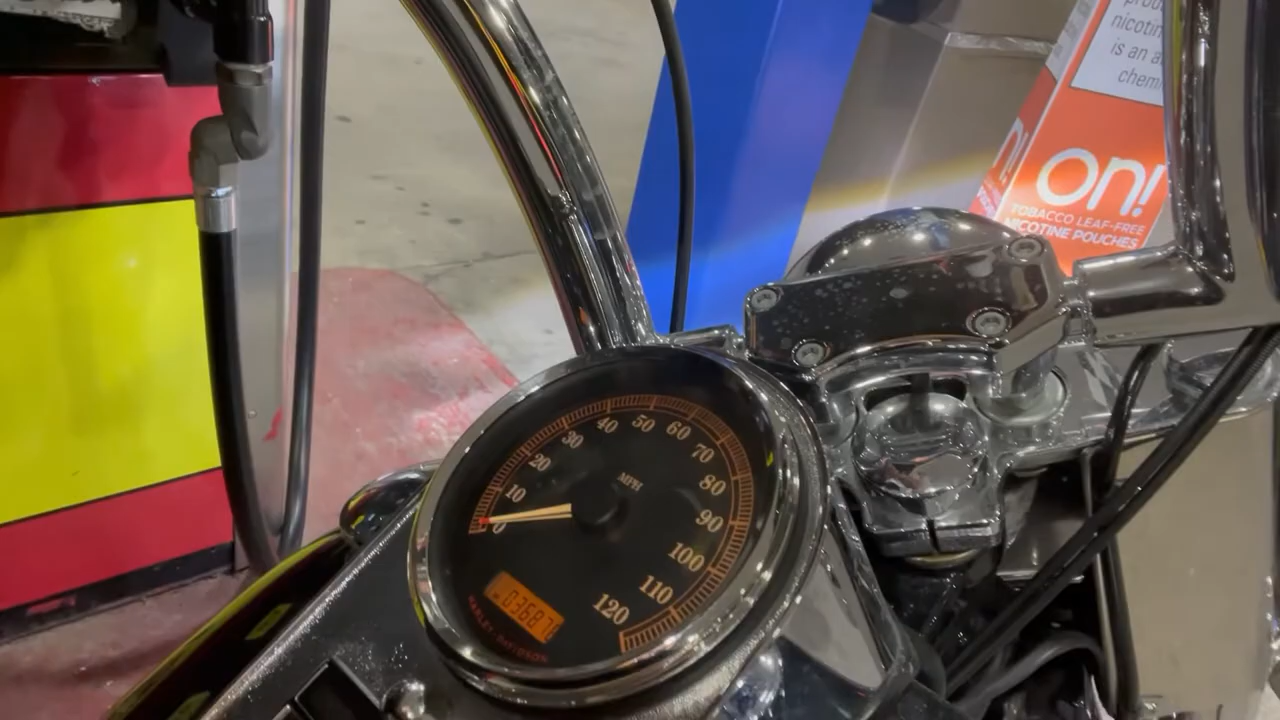 nicotin
is an a
chemi
on!
TOBACCO LEAF-FREE
NICOTINE POUCHES
0
10
20
30
40
50
60
70
80
90
100
110
120
MPH
HARLEY-DAVIDSON